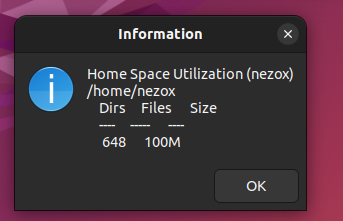 Information
Home Space Utilization (nezox)
/home/nezox
Dirs Files Size
---- ----- ----
648 100M
OK